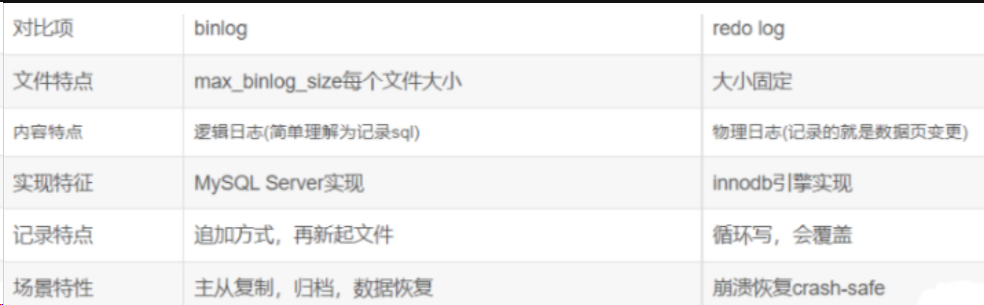 对比项 binlog redo log
文件特点 max_binlog_size每个文件大小 大小固定
内容特点 逻辑日志(简单理解为记录sql) 物理日志(记录的就是数据页变更)
实现特征 MySQL Server实现 innodb引擎实现
记录特点 追加方式，再新起文件 循环写，会覆盖
场景特性 主从复制，归档，数据恢复 崩溃恢复crash-safe